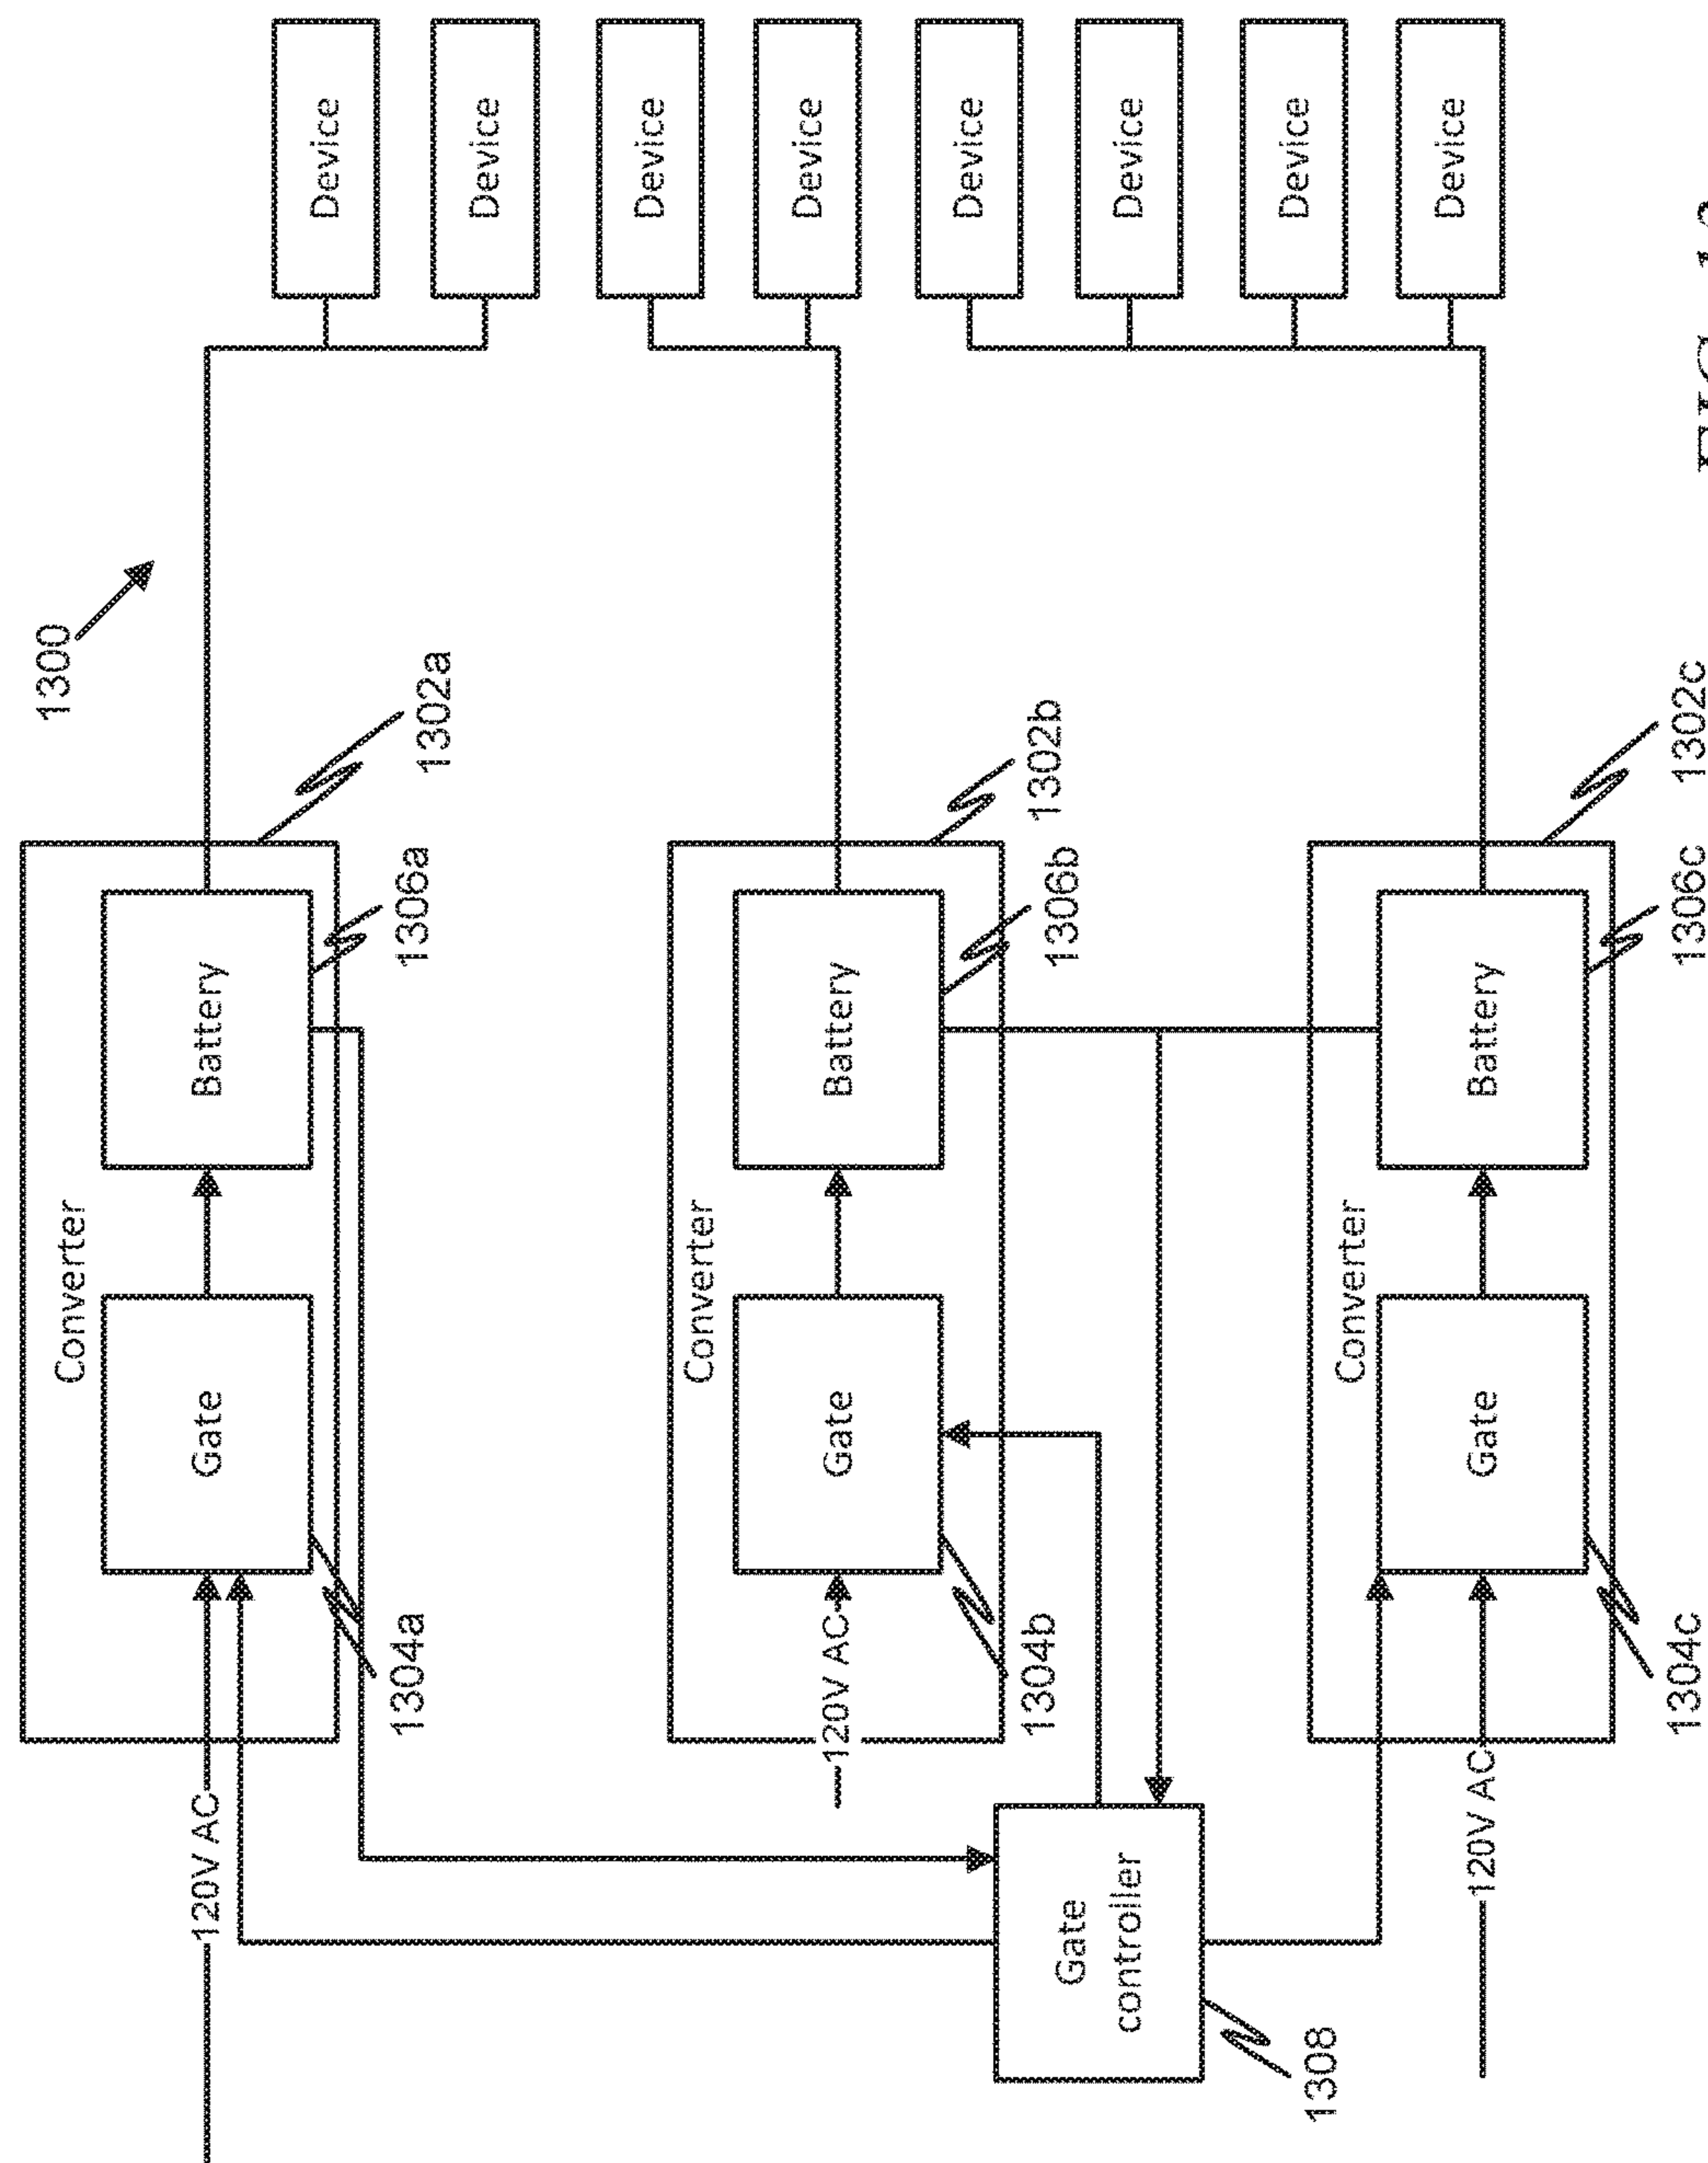 1300
Converter
120V AC
Gate
Battery
Device
1304a
1306a
1302a
Device
Device
Converter
120V AC
Gate
Battery
Device
1304b
1306b
1302b
Device
Gate
controller
Device
1308
Device
Converter
Device
120V AC
Gate
Battery
1304c
1306c
1302c